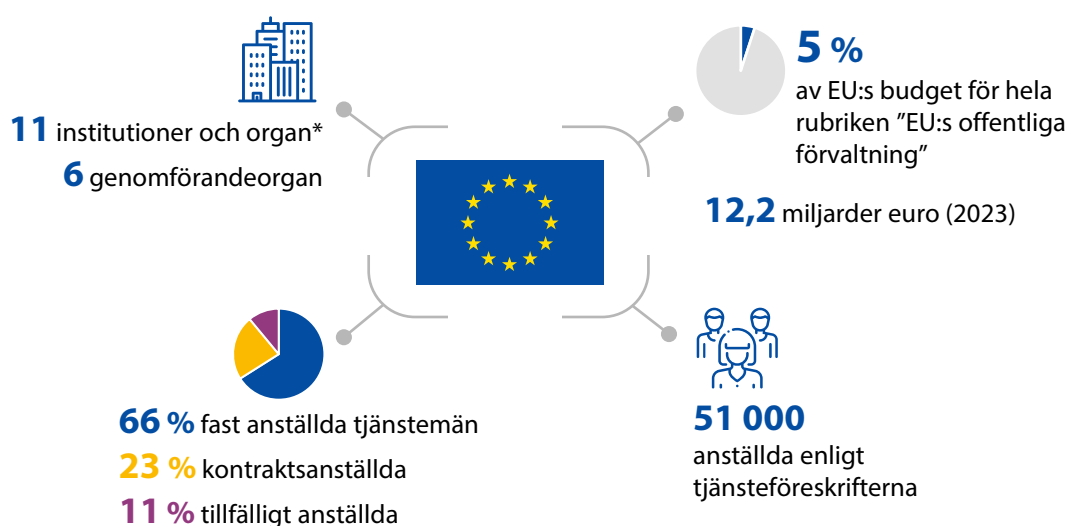 11 institutioner och organ*
6 genomförandeorgan
5 %
av EU:s budget för hela
rubriken ”EU:s offentliga
förvaltning”
12,2 miljarder euro (2023)
66 % fast anställda tjänstemän
23 % kontraktsanställda
11 % tillfälligt anställda
51 000
anställda enligt
tjänsteföreskrifterna